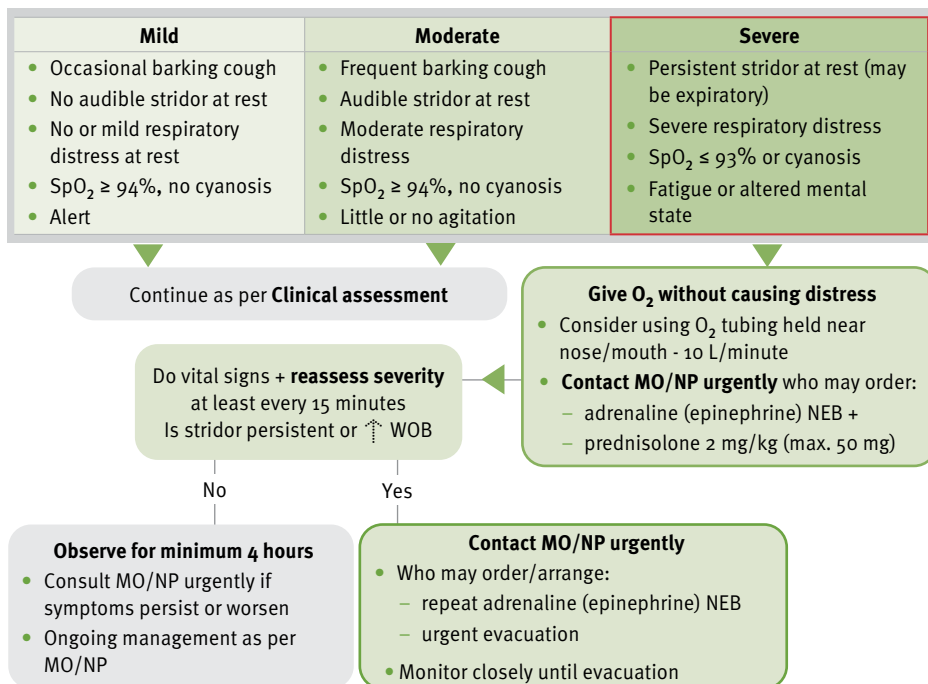 Mild
• Occasional barking cough
• No audible stridor at rest
• No or mild respiratory
distress at rest
• SpO₂ ≥ 94%, no cyanosis
• Alert
Moderate
• Frequent barking cough
• Audible stridor at rest
• Moderate respiratory
distress
• SpO₂ ≥ 94%, no cyanosis
• Little or no agitation
Severe
• Persistent stridor at rest (may
be expiratory)
• Severe respiratory distress
• SpO₂ ≤ 93% or cyanosis
• Fatigue or altered mental
state
Continue as per Clinical assessment
Give O₂ without causing distress
• Consider using O₂ tubing held near
nose/mouth - 10 L/minute
• Contact MO/NP urgently who may order:
– adrenaline (epinephrine) NEB +
– prednisolone 2 mg/kg (max. 50 mg)
Do vital signs + reassess severity
at least every 15 minutes
Is stridor persistent or ↑ WOB
No
Yes
Observe for minimum 4 hours
• Consult MO/NP urgently if
symptoms persist or worsen
• Ongoing management as per
MO/NP
Contact MO/NP urgently
• Who may order/arrange:
– repeat adrenaline (epinephrine) NEB
– urgent evacuation
• Monitor closely until evacuation